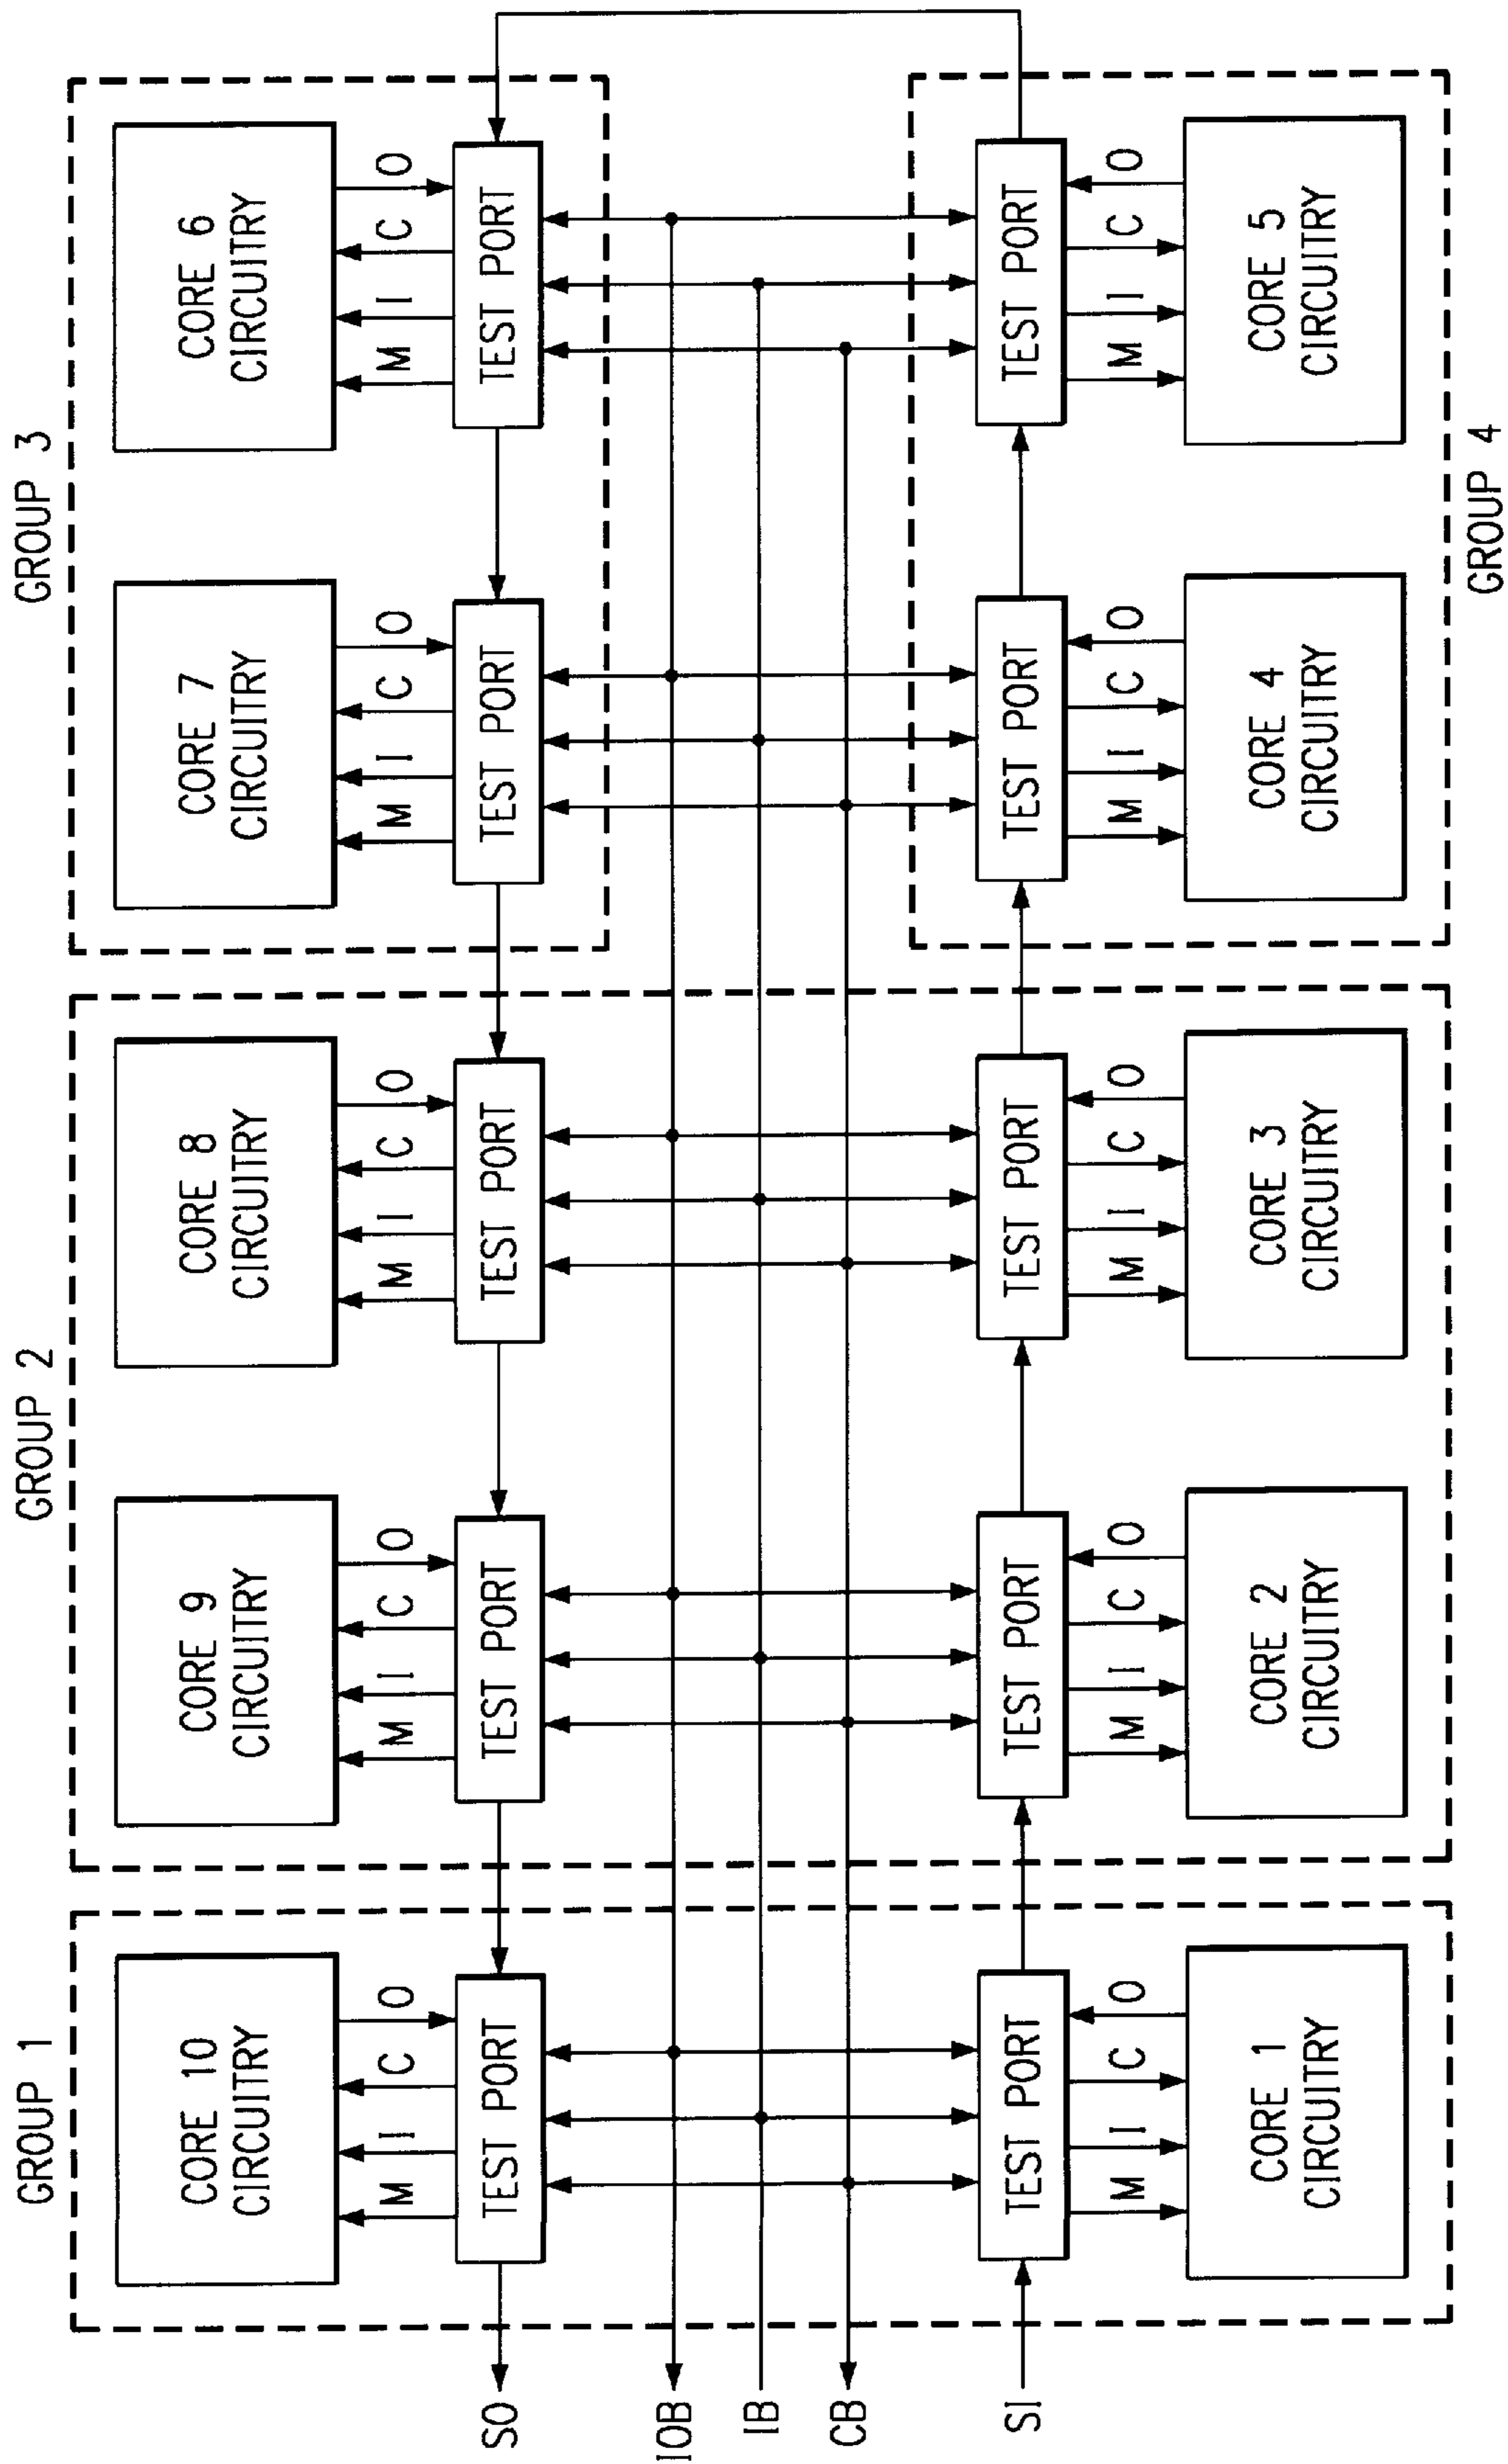 GROUP 1
GROUP 2
GROUP 3
CORE 10
CIRCUITRY
CORE 9
CIRCUITRY
CORE 8
CIRCUITRY
CORE 7
CIRCUITRY
CORE 6
CIRCUITRY
M I C O
M I C O
M I C O
M I C O
M I C O
TEST PORT
TEST PORT
TEST PORT
TEST PORT
TEST PORT
SO
IOB
IB
CB
SI
TEST PORT
TEST PORT
TEST PORT
TEST PORT
TEST PORT
M I C O
M I C O
M I C O
M I C O
M I C O
CORE 1
CIRCUITRY
CORE 2
CIRCUITRY
CORE 3
CIRCUITRY
CORE 4
CIRCUITRY
CORE 5
CIRCUITRY
GROUP 4